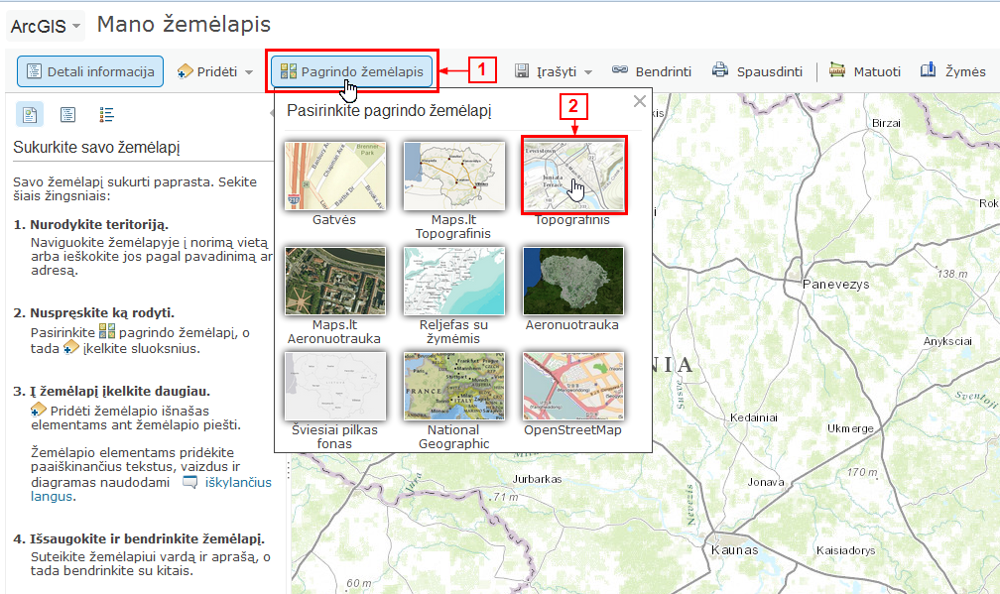 ArcGIS Mano žemėlapis
Detali informacija Pridėti Pagrindo žemėlapis 1 Įrašyti Bendrinti Spausdinti Matuoti Žymės
Sukurkite savo žemėlapį
Savo žemėlapį sukurti paprasta. Sekite
šiais žingsniais:
1. Nurodykite teritoriją.
Naviguokite žemėlapyje į norimą vietą
arba ieškokite jos pagal pavadinimą ar
adresą.
2. Nuspręskite ką rodyti.
Pasirinkite pagrindo žemėlapį, o
tada įkelkite sluoksnius.
3. Į žemėlapį įkelkite daugiau.
Pridėti žemėlapio išnašas
elementams ant žemėlapio piešti.
Žemėlapio elementams pridėkite
paaiškinančius tekstus, vaizdus ir
diagramas naudodami iškylančius
langus.
4. Išsaugokite ir bendrinkite žemėlapį.
Suteikite žemėlapiui vardą ir aprašą, o
tada bendrinkite su kitais.
Pasirinkite pagrindo žemėlapį
2
Gatvės
Maps.lt
Topografinis
Topografinis
Maps.lt
Aeronuotrauka
Reljefas su
žymėmis
Aeronuotrauka
Šviesiai pilkas
fonas
National
Geographic
OpenStreetMap
Birzai
Rok
138 m
Panevezys
Anyksciai
NIA
Susve
Sventoji
Kedainiai
Ukmerge
170 m
Jurbarkas
Jonava
71 m
Jura
Nevezis
Kaunas
Kaisiadorys
60 m